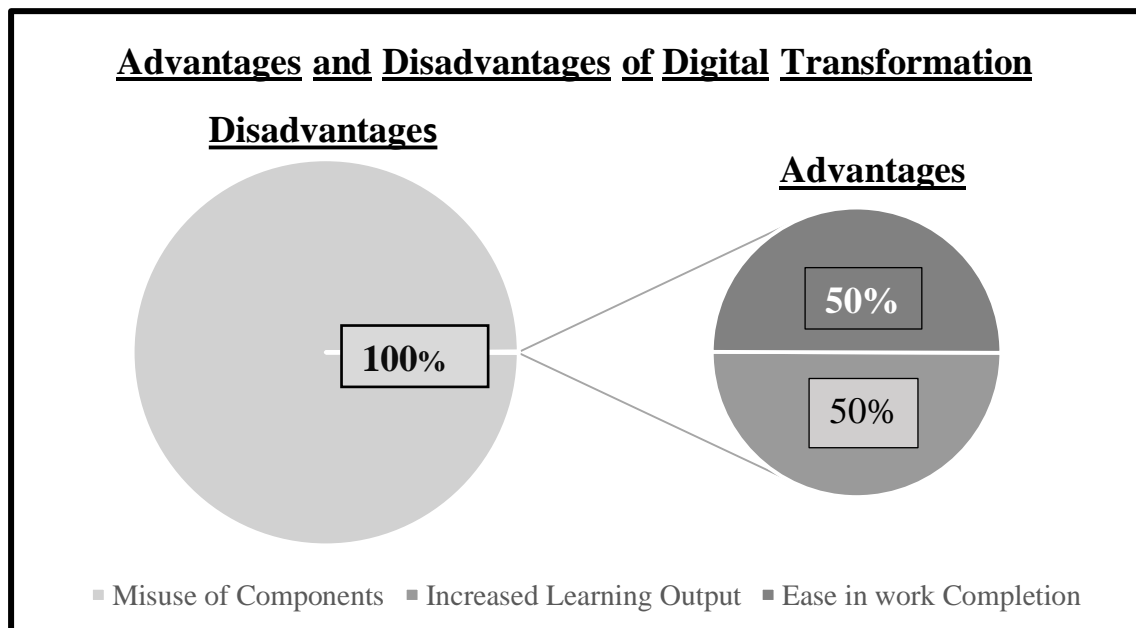 Advantages and Disadvantages of Digital Transformation
Disadvantages
Advantages
50%
100%
50%
Misuse of Components Increased Learning Output Ease in work Completion